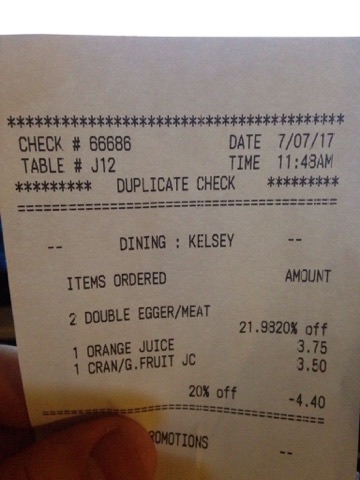 ******************************************
CHECK # 66686 DATE 7/07/17
TABLE # J12 TIME 11:48AM
********* DUPLICATE CHECK *********
==========================================
-- DINING : KELSEY --
ITEMS ORDERED AMOUNT
2 DOUBLE EGGER/MEAT
21.9820% off
1 ORANGE JUICE 3.75
1 CRAN/G.FRUIT JC 3.50
20% off -4.40
==========================================
--